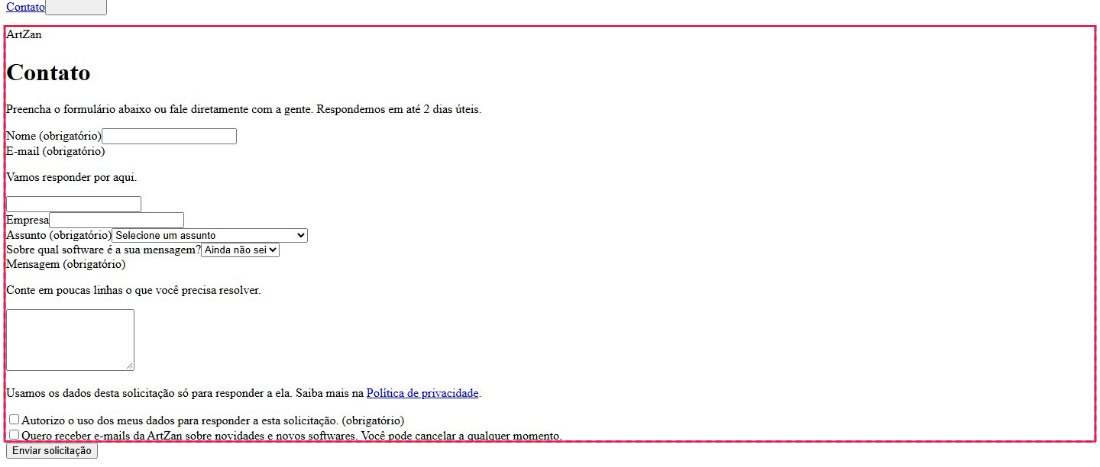 Contato
ArtZan
Contato
Preencha o formulário abaixo ou fale diretamente com a gente. Respondemos em até 2 dias úteis.
Nome (obrigatório)
E-mail (obrigatório)
Vamos responder por aqui.
Empresa
Assunto (obrigatório) Selecione um assunto
Sobre qual software é a sua mensagem? Ainda não sei
Mensagem (obrigatório)
Conte em poucas linhas o que você precisa resolver.
Usamos os dados desta solicitação só para responder a ela. Saiba mais na Política de privacidade.
Autorizo o uso dos meus dados para responder a esta solicitação. (obrigatório)
Quero receber e-mails da ArtZan sobre novidades e novos softwares. Você pode cancelar a qualquer momento.
Enviar solicitação